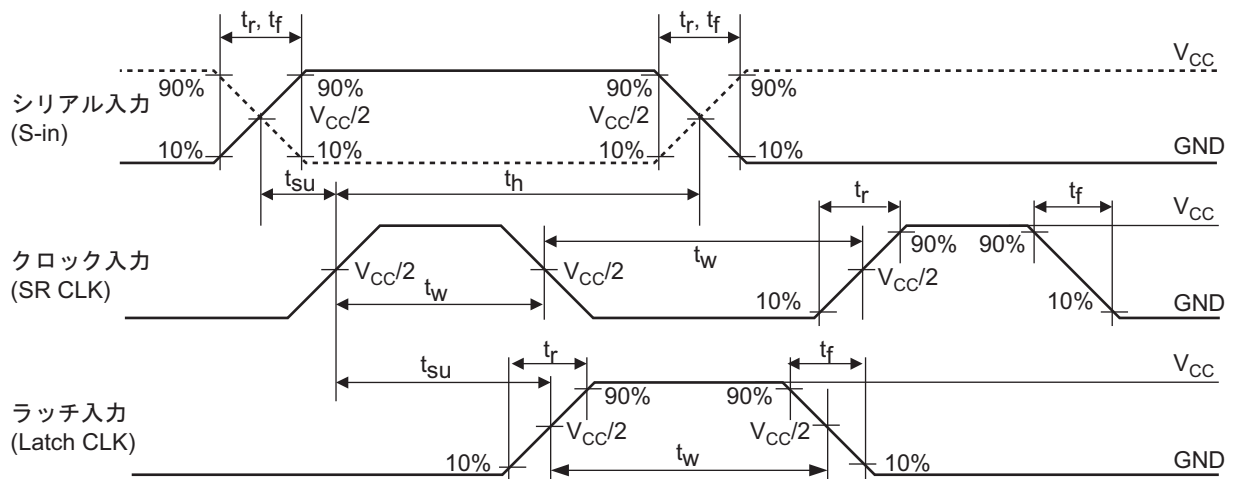 tr, tf
tr, tf
VCC
90%
90%
90%
90%
シリアル入力
(S-in)
VCC/2
VCC/2
10%
10%
10%
10%
GND
tsu
th
tr
tf
VCC
クロック入力
(SR CLK)
90%
90%
tw
VCC/2
VCC/2
VCC/2
tw
10%
10%
GND
tr
tf
tsu
VCC
ラッチ入力
(Latch CLK)
90%
90%
VCC/2
VCC/2
tw
10%
10%
GND